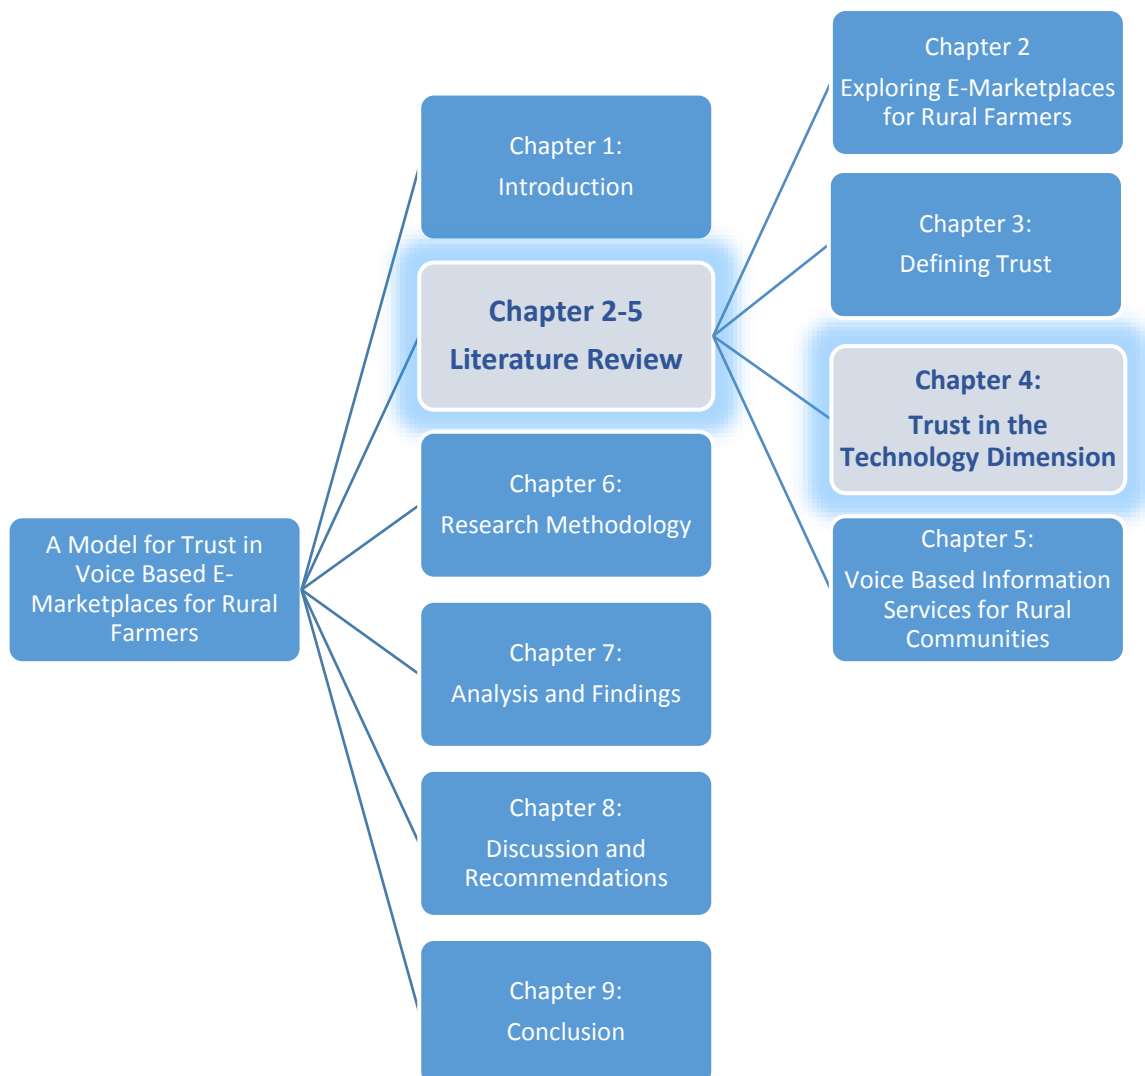 A Model for Trust in
Voice Based E-
Marketplaces for Rural
Farmers
Chapter 1:
Introduction
Chapter 2-5
Literature Review
Chapter 6:
Research Methodology
Chapter 7:
Analysis and Findings
Chapter 8:
Discussion and
Recommendations
Chapter 9:
Conclusion
Chapter 2
Exploring E-Marketplaces
for Rural Farmers
Chapter 3:
Defining Trust
Chapter 4:
Trust in the
Technology Dimension
Chapter 5:
Voice Based Information
Services for Rural
Communities